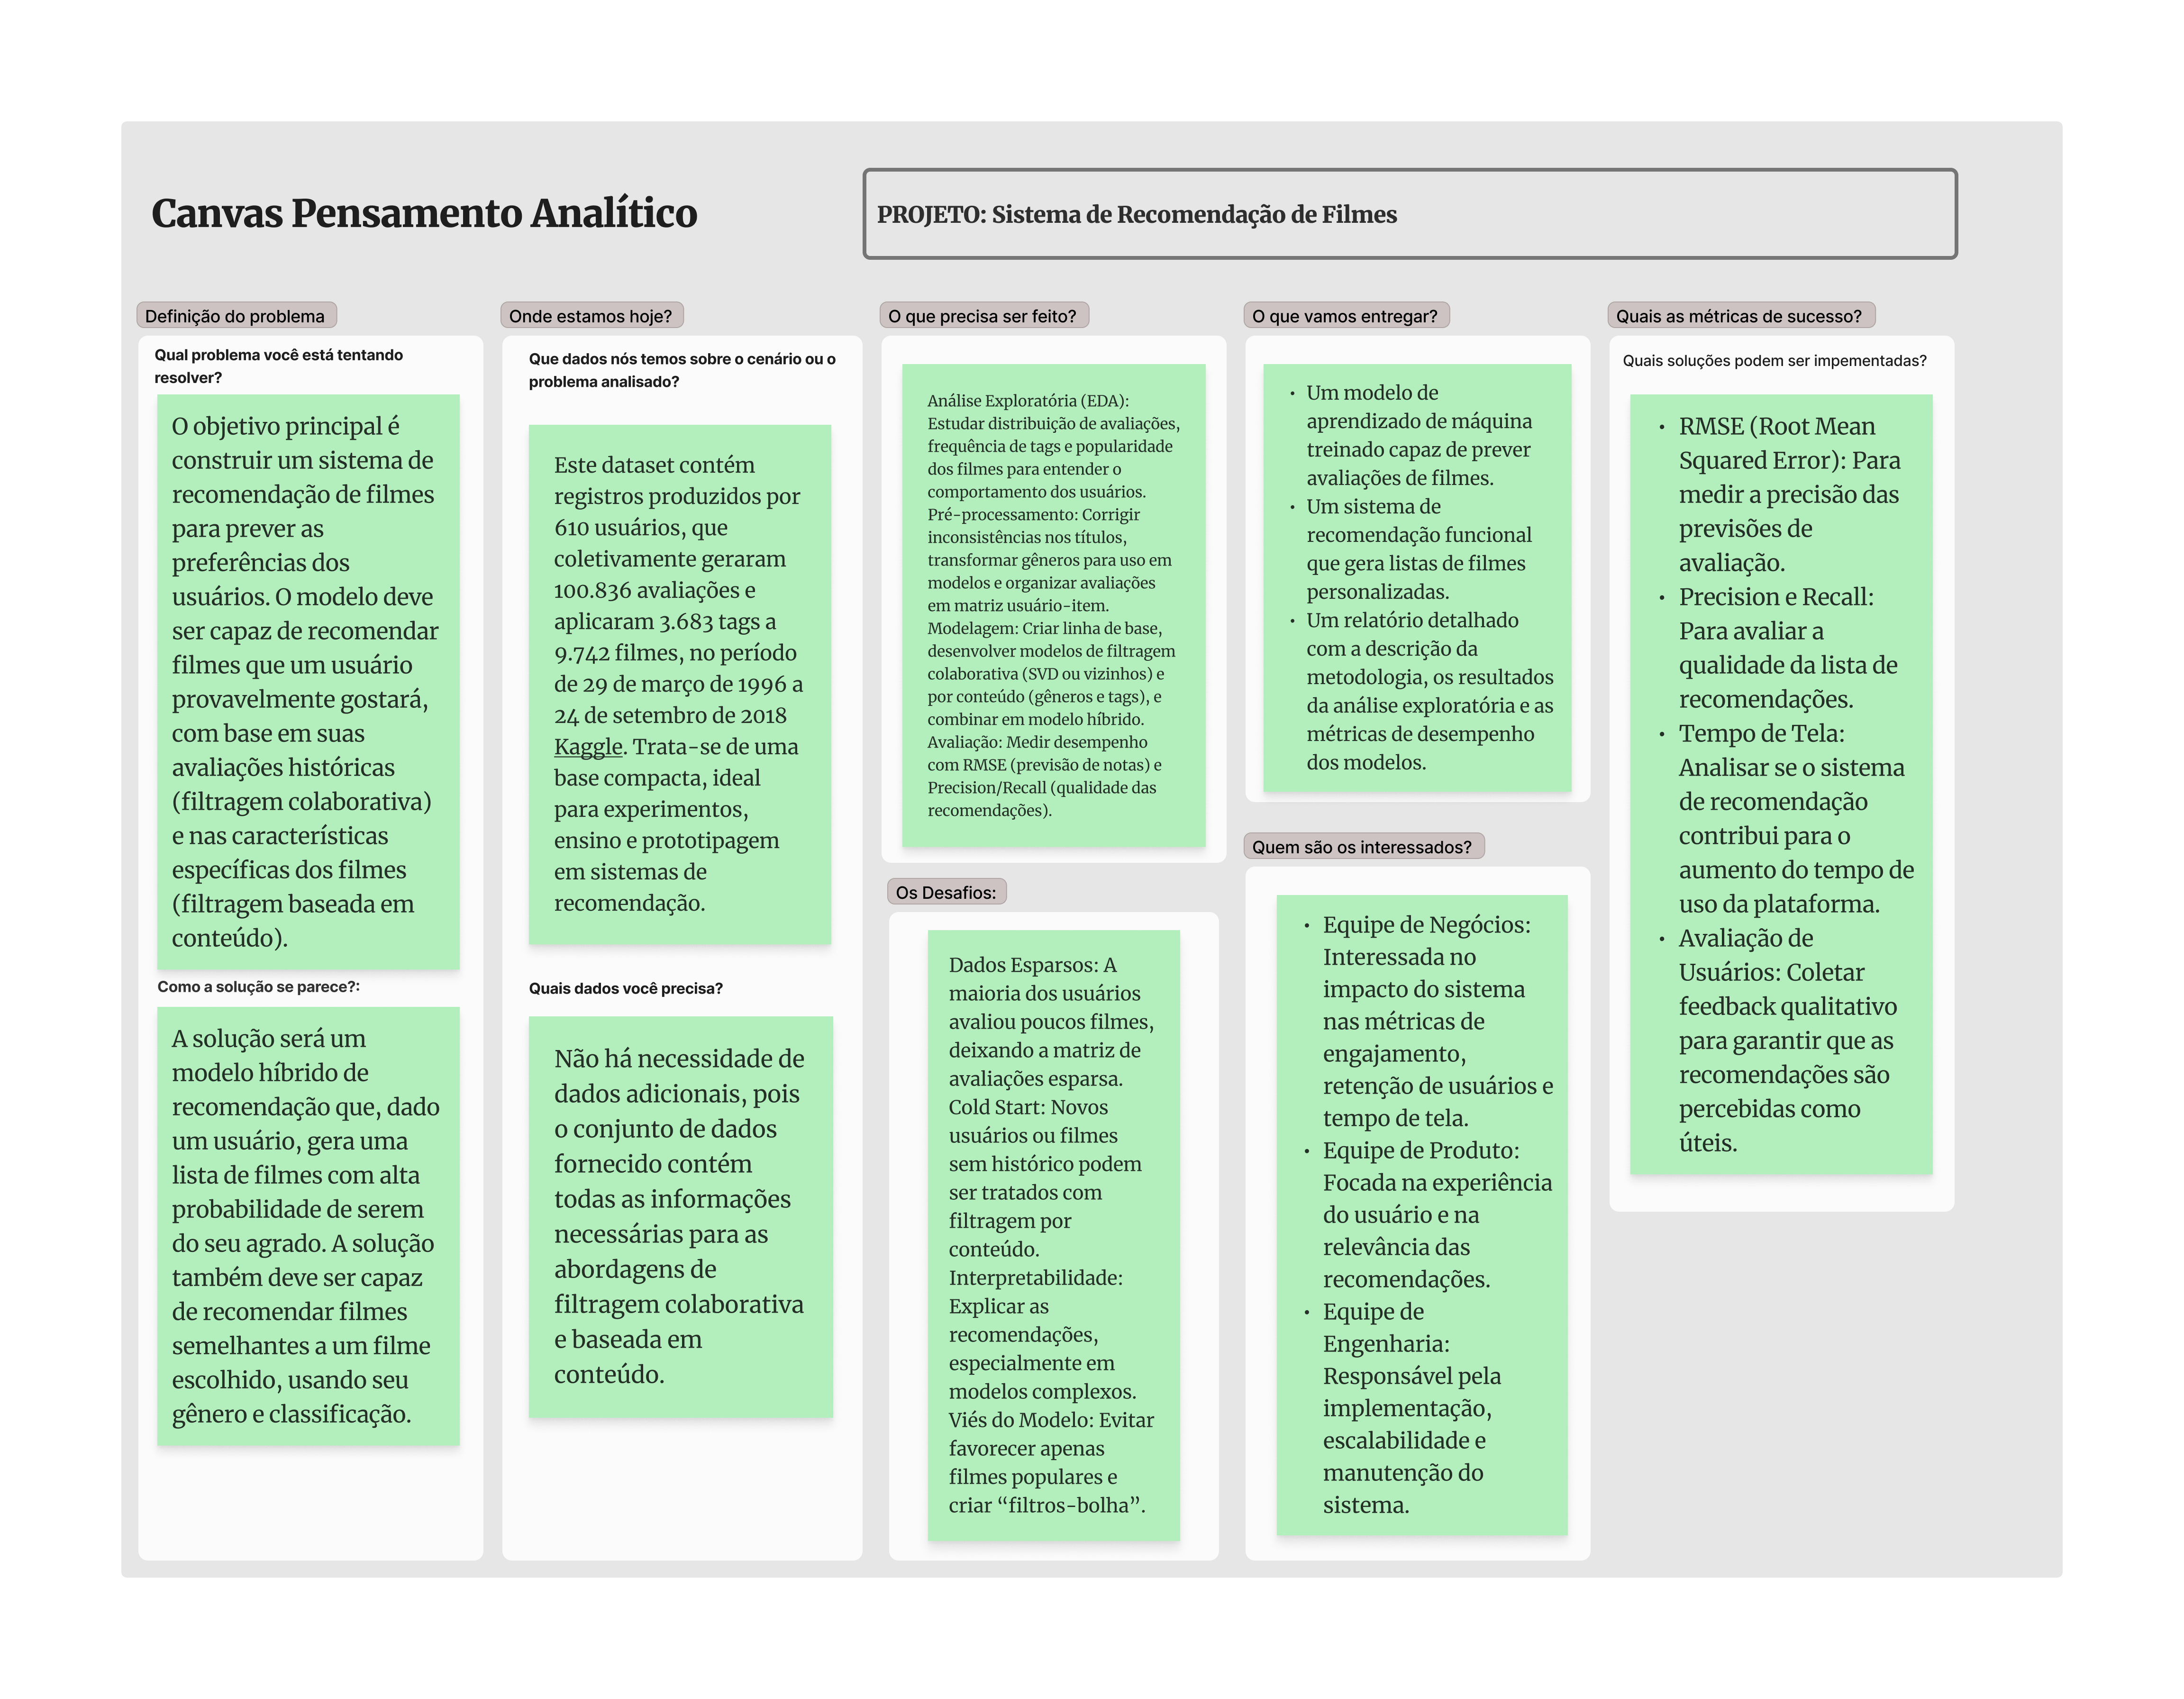 Canvas Pensamento Analítico
PROJETO: Sistema de Recomendação de Filmes
Definição do problema
Qual problema você está tentando
resolver?
O objetivo principal é
construir um sistema de
recomendação de filmes
para prever as
preferências dos
usuários. O modelo deve
ser capaz de recomendar
filmes que um usuário
provavelmente gostará,
com base em suas
avaliações históricas
(filtragem colaborativa)
e nas características
específicas dos filmes
(filtragem baseada em
conteúdo).
Como a solução se parece?:
A solução será um
modelo híbrido de
recomendação que, dado
um usuário, gera uma
lista de filmes com alta
probabilidade de serem
do seu agrado. A solução
também deve ser capaz
de recomendar filmes
semelhantes a um filme
escolhido, usando seu
gênero e classificação.
Onde estamos hoje?
Que dados nós temos sobre o cenário ou o
problema analisado?
Este dataset contém
registros produzidos por
610 usuários, que
coletivamente geraram
100.836 avaliações e
aplicaram 3.683 tags a
9.742 filmes, no período
de 29 de março de 1996 a
24 de setembro de 2018
Kaggle. Trata-se de uma
base compacta, ideal
para experimentos,
ensino e prototipagem
em sistemas de
recomendação.
Quais dados você precisa?
Não há necessidade de
dados adicionais, pois
o conjunto de dados
fornecido contém
todas as informações
necessárias para as
abordagens de
filtragem colaborativa
e baseada em
conteúdo.
O que precisa ser feito?
Análise Exploratória (EDA):
Estudar distribuição de avaliações,
frequência de tags e popularidade
dos filmes para entender o
comportamento dos usuários.
Pré-processamento: Corrigir
inconsistências nos títulos,
transformar gêneros para uso em
modelos e organizar avaliações
em matriz usuário-item.
Modelagem: Criar linha de base,
desenvolver modelos de filtragem
colaborativa (SVD ou vizinhos) e
por conteúdo (gêneros e tags), e
combinar em modelo híbrido.
Avaliação: Medir desempenho
com RMSE (previsão de notas) e
Precision/Recall (qualidade das
recomendações).
Os Desafios:
Dados Esparsos: A
maioria dos usuários
avaliou poucos filmes,
deixando a matriz de
avaliações esparsa.
Cold Start: Novos
usuários ou filmes
sem histórico podem
ser tratados com
filtragem por
conteúdo.
Interpretabilidade:
Explicar as
recomendações,
especialmente em
modelos complexos.
Viés do Modelo: Evitar
favorecer apenas
filmes populares e
criar “filtros-bolha”.
O que vamos entregar?
• Um modelo de
aprendizado de máquina
treinado capaz de prever
avaliações de filmes.
• Um sistema de
recomendação funcional
que gera listas de filmes
personalizadas.
• Um relatório detalhado
com a descrição da
metodologia, os resultados
da análise exploratória e as
métricas de desempenho
dos modelos.
Quem são os interessados?
• Equipe de Negócios:
Interessada no
impacto do sistema
nas métricas de
engajamento,
retenção de usuários e
tempo de tela.
• Equipe de Produto:
Focada na experiência
do usuário e na
relevância das
recomendações.
• Equipe de
Engenharia:
Responsável pela
implementação,
escalabilidade e
manutenção do
sistema.
Quais as métricas de sucesso?
Quais soluções podem ser impementadas?
• RMSE (Root Mean
Squared Error): Para
medir a precisão das
previsões de
avaliação.
• Precision e Recall:
Para avaliar a
qualidade da lista de
recomendações.
• Tempo de Tela:
Analisar se o sistema
de recomendação
contribui para o
aumento do tempo de
uso da plataforma.
• Avaliação de
Usuários: Coletar
feedback qualitativo
para garantir que as
recomendações são
percebidas como
úteis.